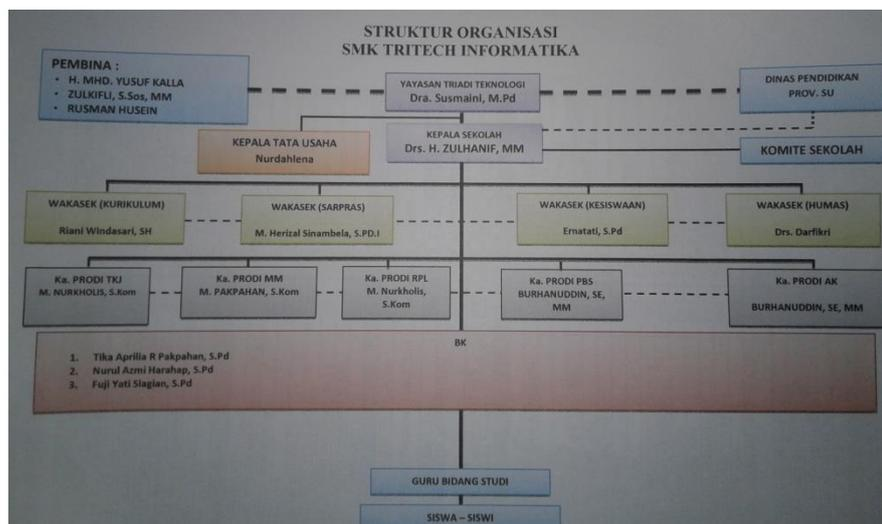 STRUKTUR ORGANISASI
SMK TRITECH INFORMATIKA
PEMBINA :
• H. MHD. YUSUF KALLA
• ZULKIFLI, S.Sos, MM
• RUSMAN HUSEIN
YAYASAN TRIADI TEKNOLOGI
Dra. Susmaini, M.Pd
DINAS PENDIDIKAN
PROV. SU
KEPALA TATA USAHA
Nurdahlena
KEPALA SEKOLAH
Drs. H. ZULHANIF, MM
KOMITE SEKOLAH
WAKASEK (KURIKULUM)
Riani Windasari, SH
WAKASEK (SARPRAS)
M. Herizal Sinambela, S.PD.I
WAKASEK (KESISWAAN)
Ernatati, S.Pd
WAKASEK (HUMAS)
Drs. Darfikri
Ka. PRODI TKJ
M. NURKHOLIS, S.Kom
Ka. PRODI MM
M. PAKPAHAN, S.Kom
Ka. PRODI RPL
M. Nurkholis,
S.Kom
Ka. PRODI PBS
BURHANUDDIN, SE,
MM
Ka. PRODI AK
BURHANUDDIN, SE, MM
BK
1. Tika Aprilia R Pakpahan, S.Pd
2. Nurul Azmi Harahap, S.Pd
3. Fuji Yati Siagian, S.Pd
GURU BIDANG STUDI
SISWA – SISWI